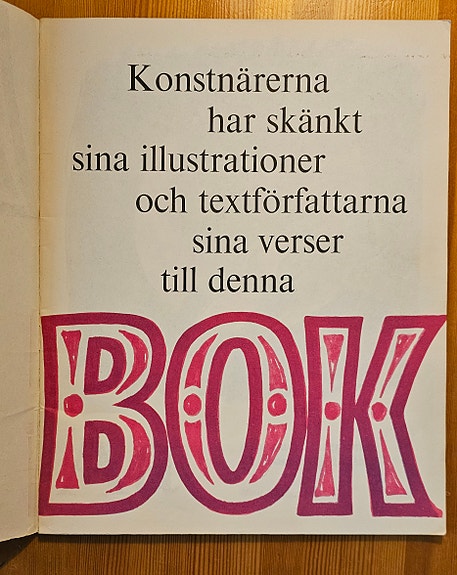 Konstnärerna
har skänkt
sina illustrationer
och textförfattarna
sina verser
till denna
BOK